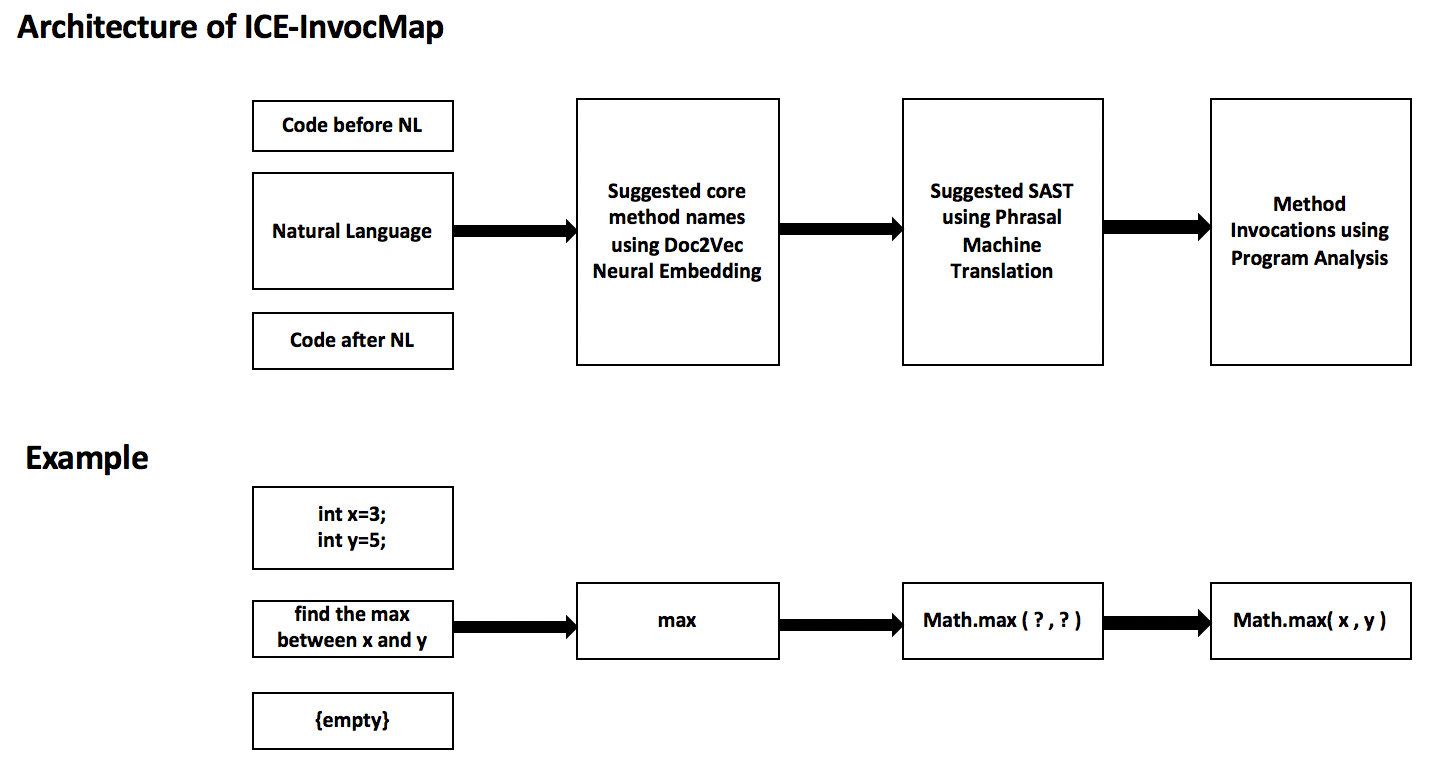 Architecture of ICE-InvocMap
Code before NL
Natural Language
Code after NL
Suggested core
method names
using Doc2Vec
Neural Embedding
Suggested SAST
using Phrasal
Machine
Translation
Method
Invocations using
Program Analysis
Example
int x=3;
int y=5;
find the max
between x and y
{empty}
max
Math.max ( ? , ? )
Math.max( x , y )